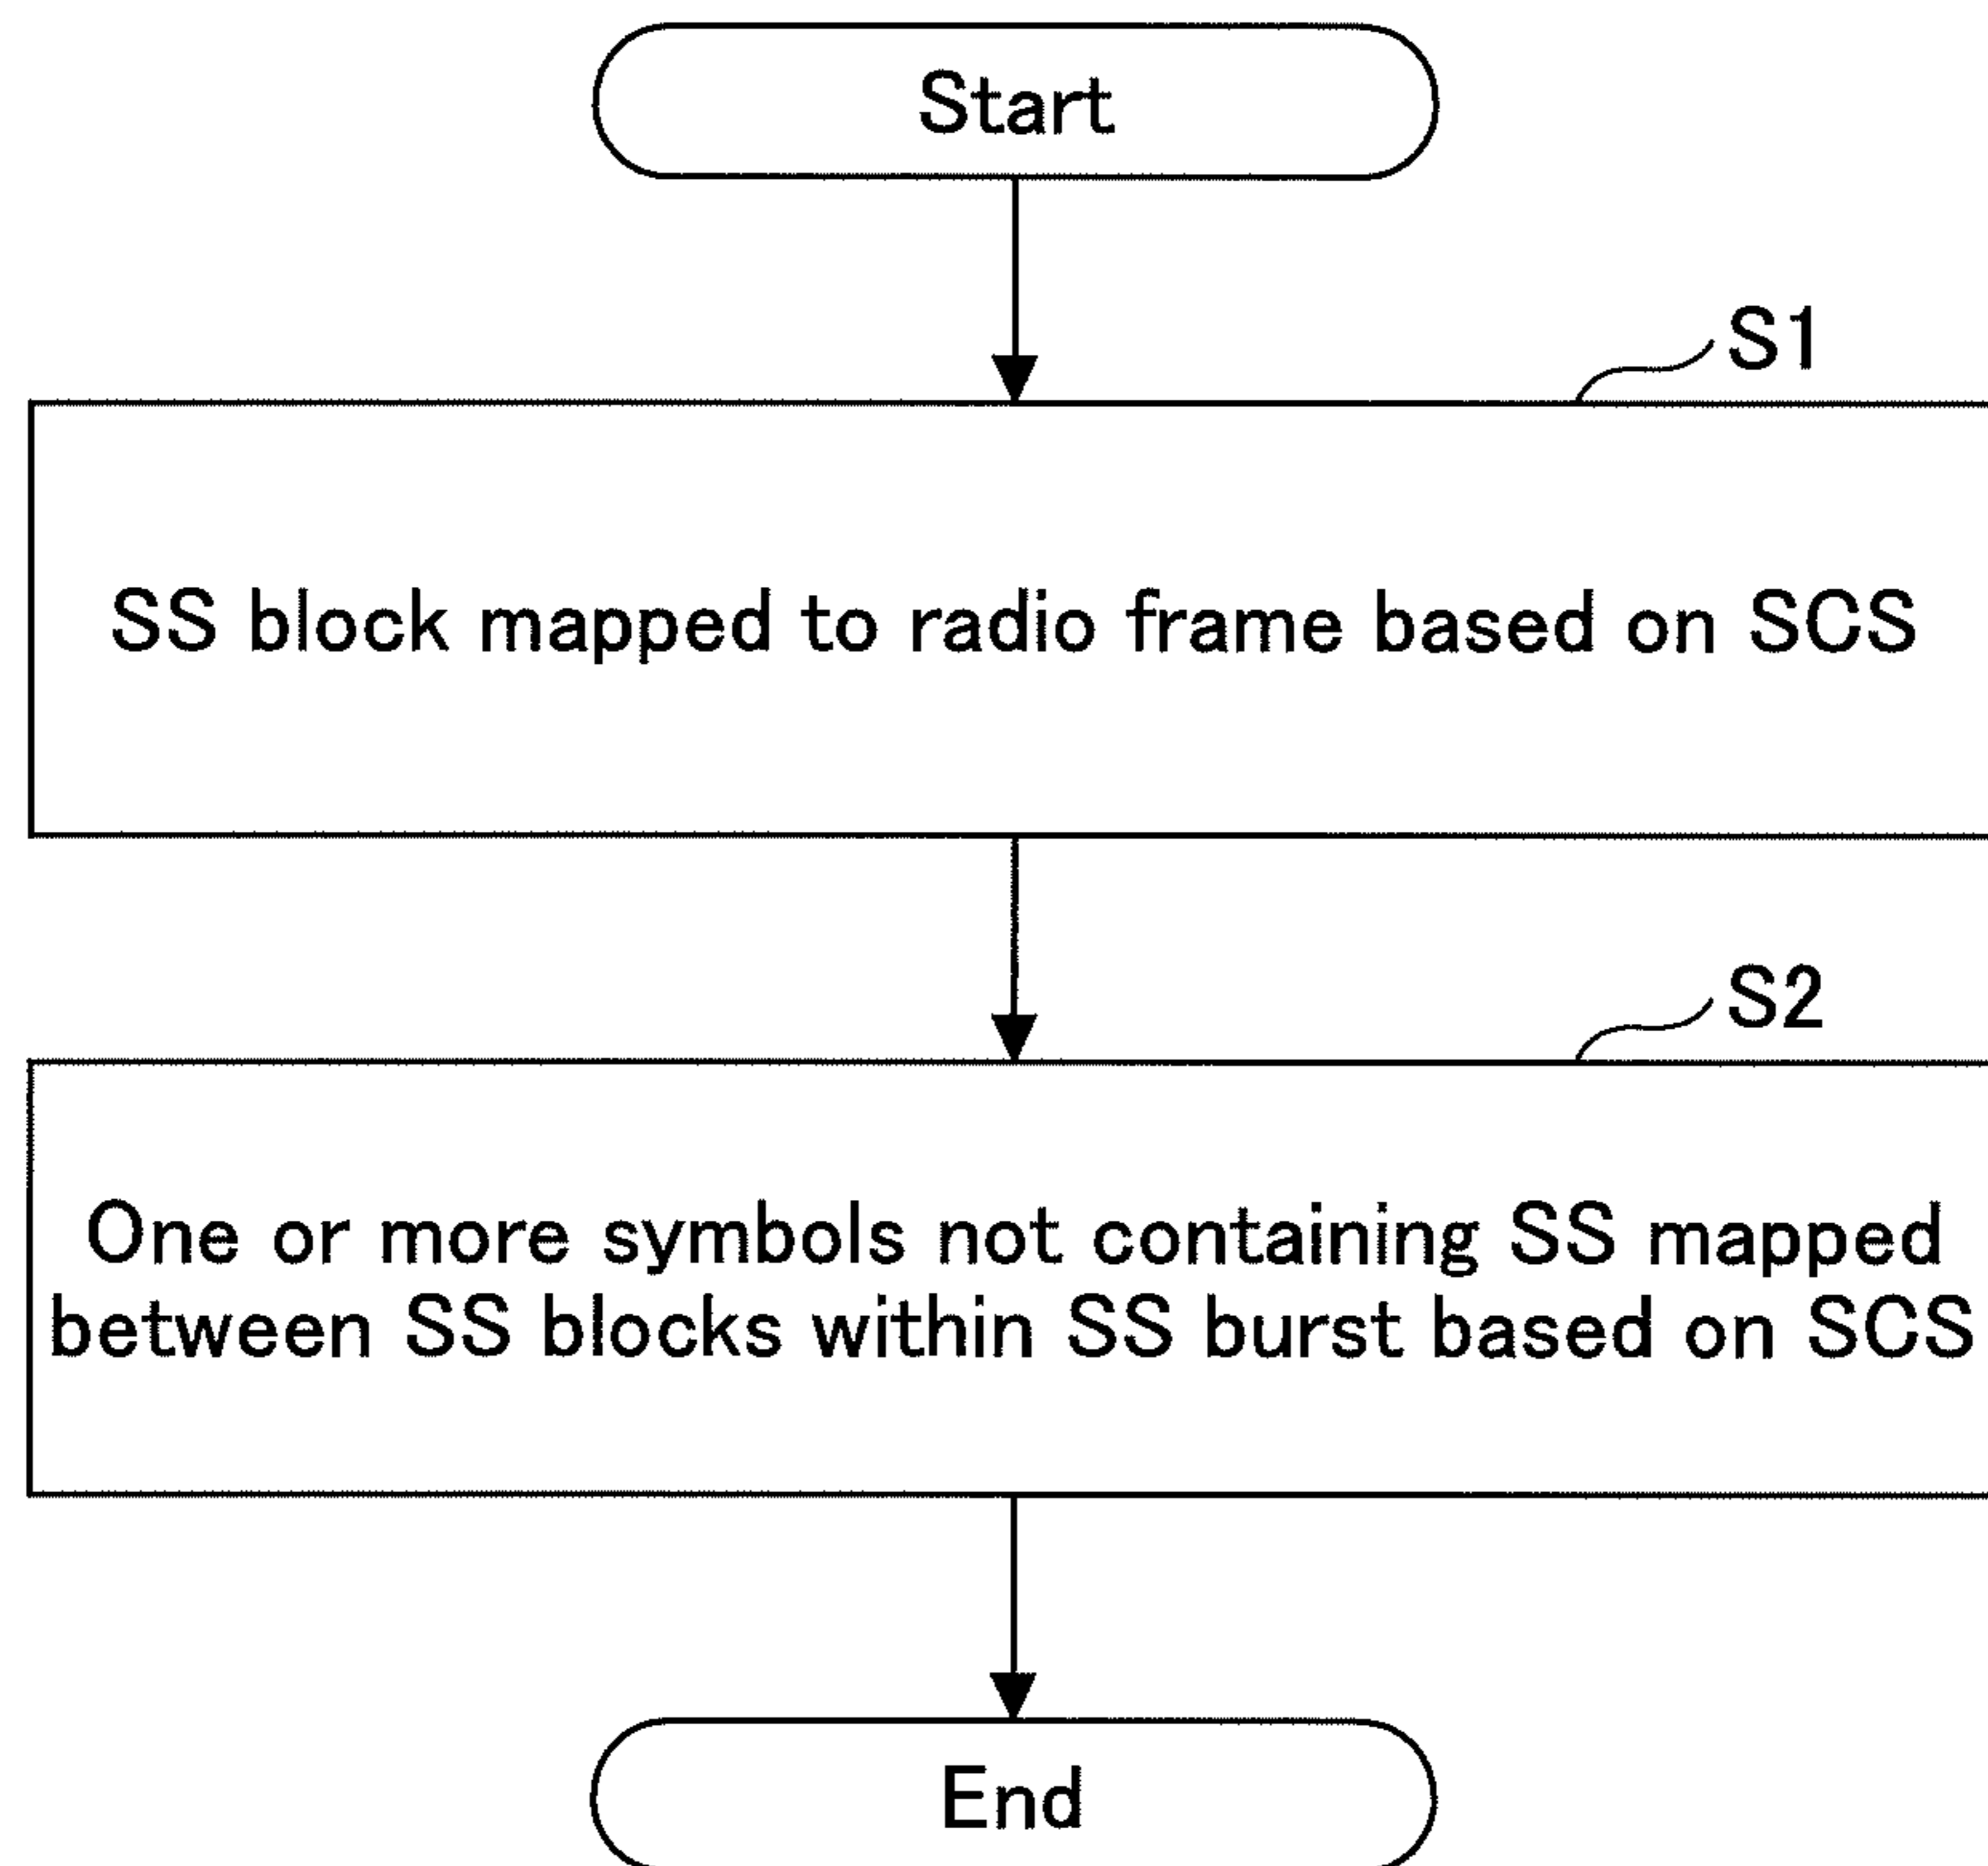 Start
S1
SS block mapped to radio frame based on SCS
S2
One or more symbols not containing SS mapped
between SS blocks within SS burst based on SCS
End